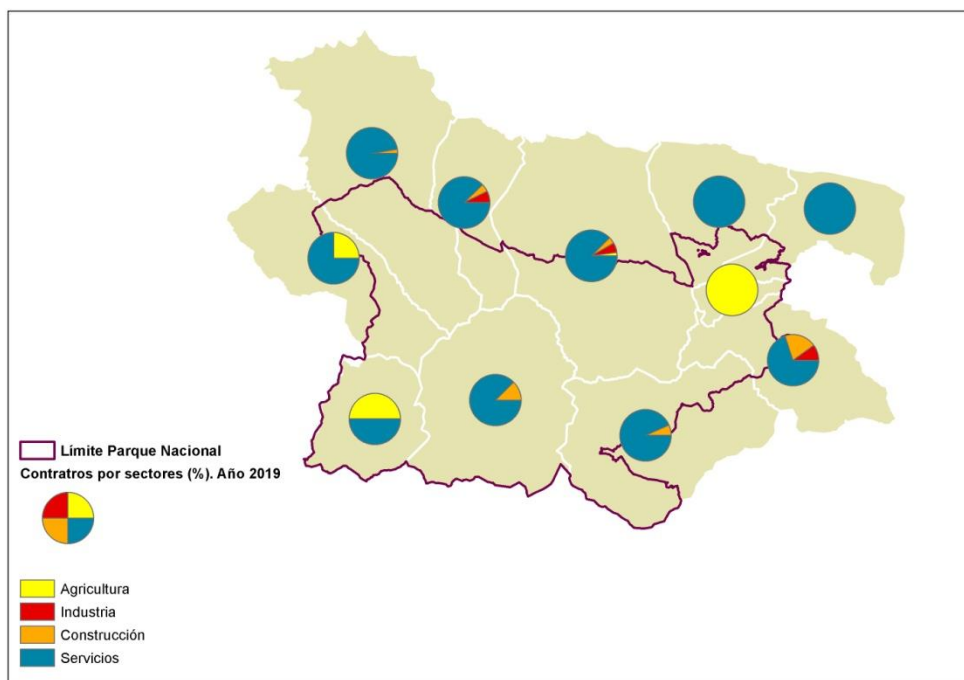 Límite Parque Nacional
Contratros por sectores (%). Año 2019
Agricultura
Industria
Construcción
Servicios